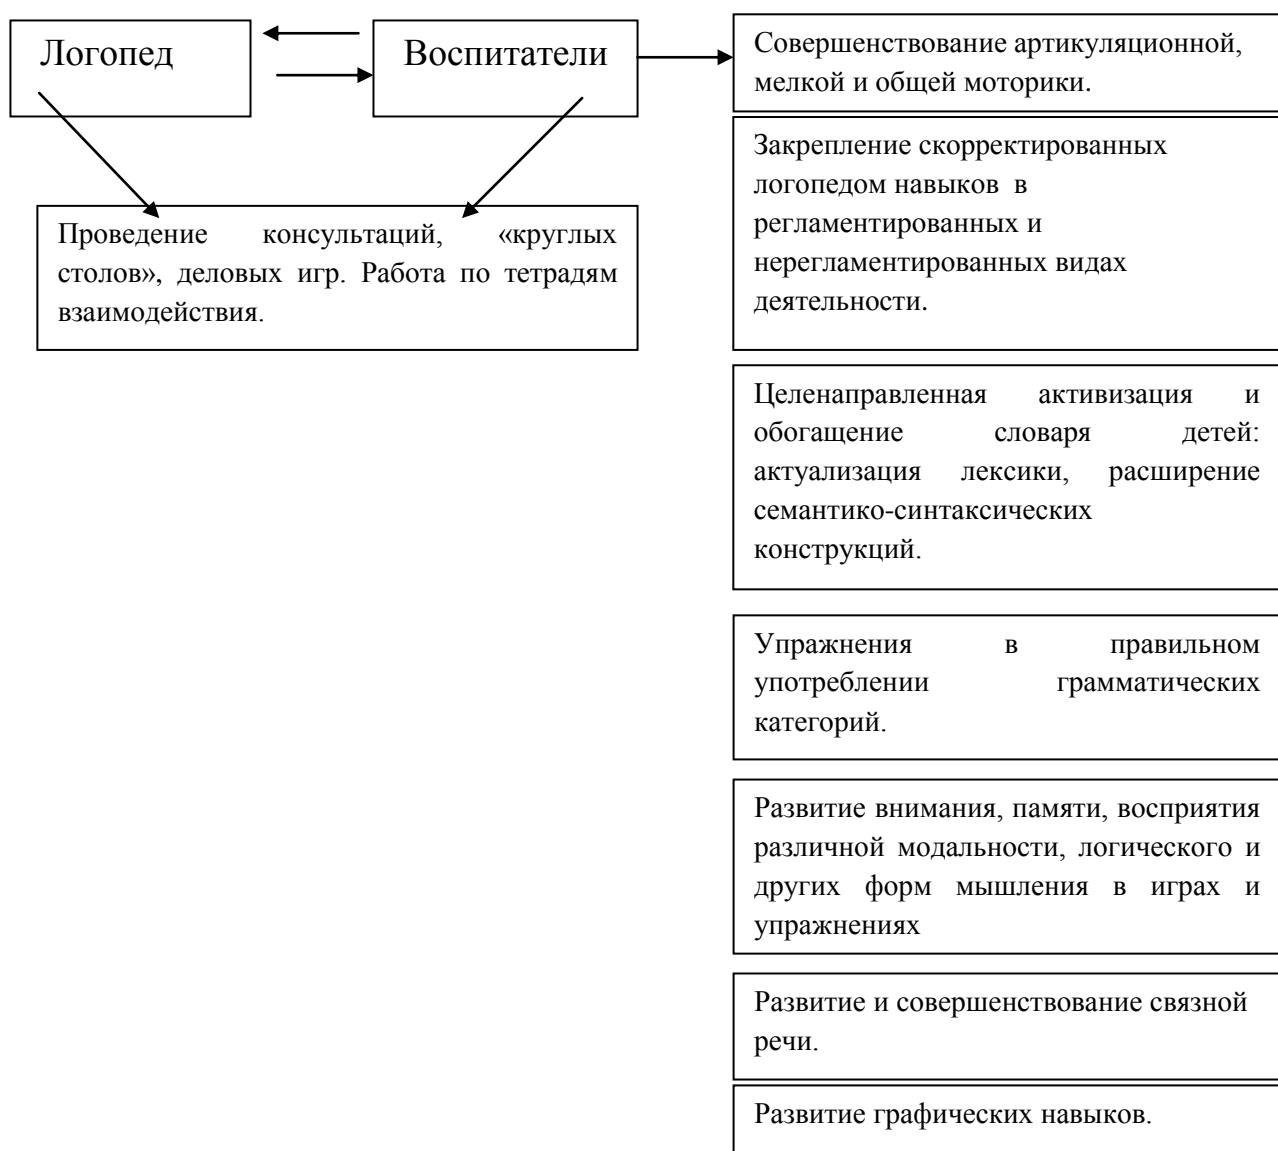 Логопед
Воспитатели
Совершенствование артикуляционной,
мелкой и общей моторики.
Закрепление скорректированных
логопедом навыков в
регламентированных и
нерегламентированных видах
деятельности.
Проведение консультаций, «круглых
столов», деловых игр. Работа по тетрадям
взаимодействия.
Целенаправленная активизация и
обогащение словаря детей:
актуализация лексики, расширение
семантико-синтаксических
конструкций.
Упражнения в правильном
употреблении грамматических
категорий.
Развитие внимания, памяти, восприятия
различной модальности, логического и
других форм мышления в играх и
упражнениях
Развитие и совершенствование связной
речи.
Развитие графических навыков.